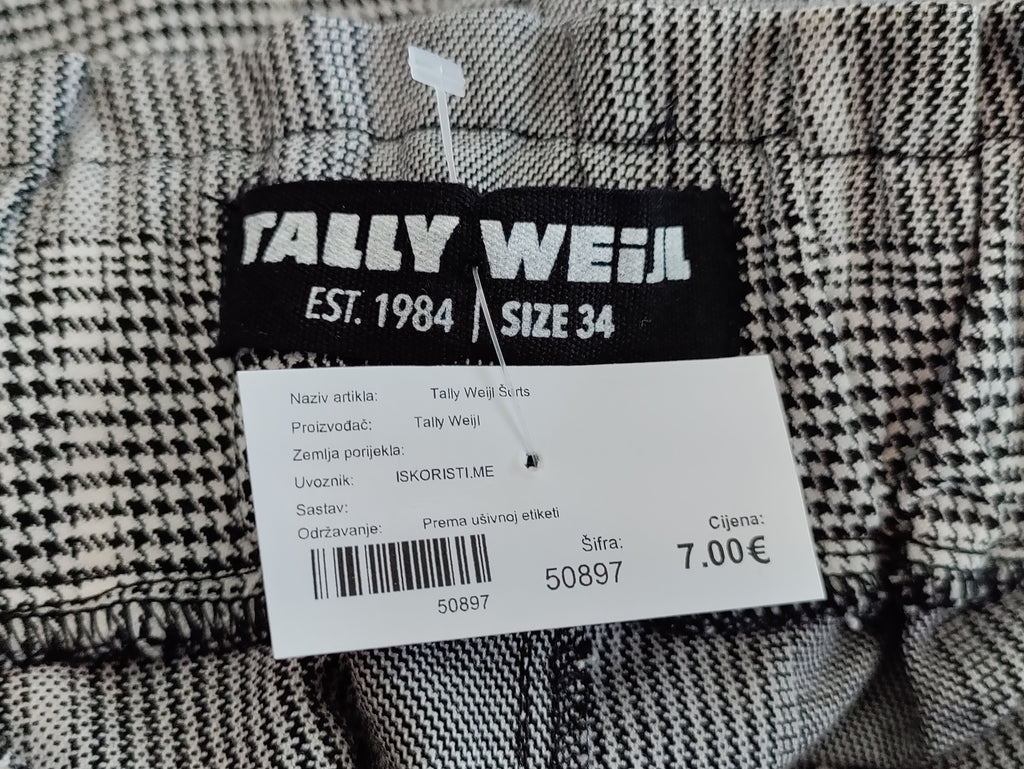 TALLY WEiJL
EST. 1984 | SIZE 34
Naziv artikla: Tally Weijl Šorts
Proizvođač: Tally Weijl
Zemlja porijekla:
Uvoznik: ISKORISTI.ME
Sastav:
Održavanje: Prema ušivnoj etiketi
Cijena:
Šifra:
7.00€
50897
50897